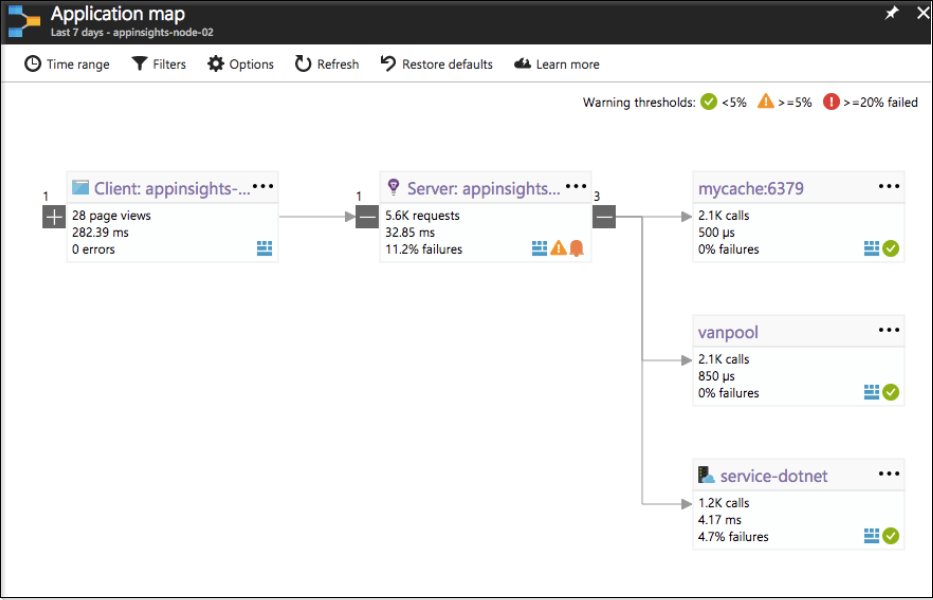 Application map
Last 7 days - appinsights-node-02
Time range Filters Options Refresh Restore defaults Learn more
Warning thresholds: <5% >=5% >=20% failed
1
Client: appinsights-...
28 page views
282.39 ms
0 errors
1
Server: appinsights...
3
5.6K requests
32.85 ms
11.2% failures
mycache:6379
2.1K calls
500 µs
0% failures
vanpool
2.1K calls
850 µs
0% failures
service-dotnet
1.2K calls
4.17 ms
4.7% failures